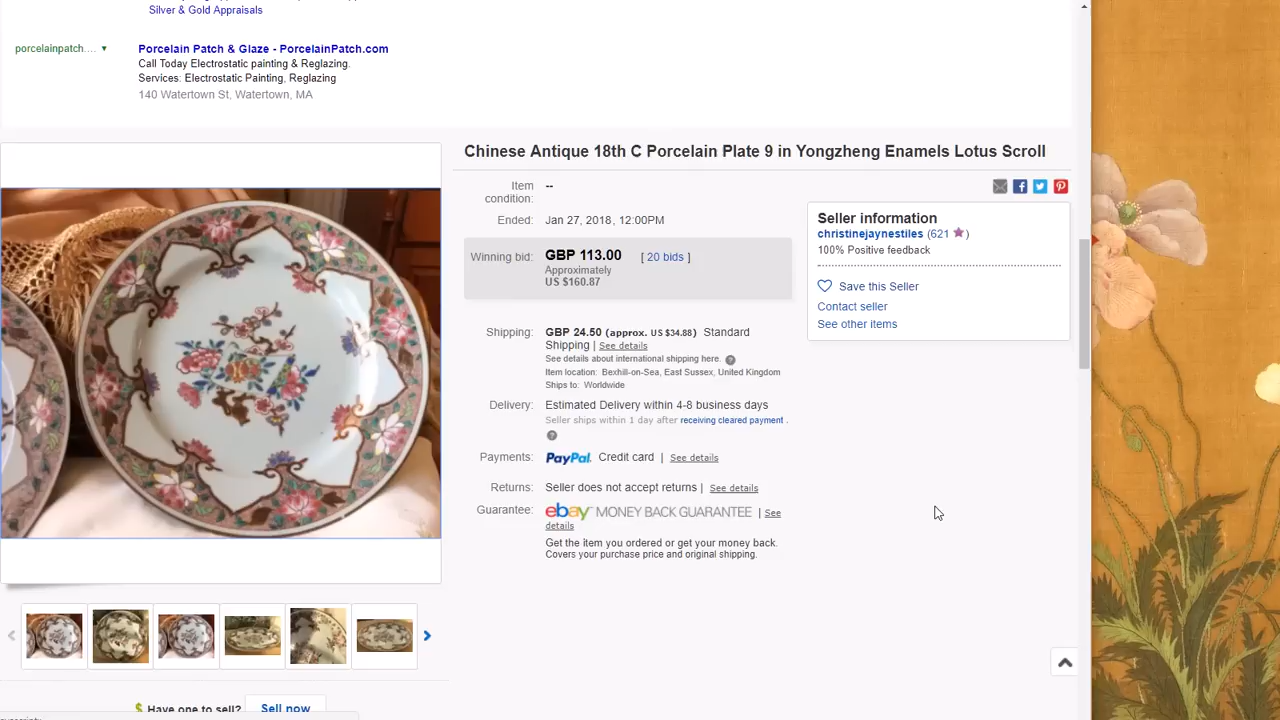 Silver & Gold Appraisals
porcelainpatch.... ▼
Porcelain Patch & Glaze - PorcelainPatch.com
Call Today Electrostatic painting & Reglazing.
Services: Electrostatic Painting, Reglazing
140 Watertown St, Watertown, MA
Chinese Antique 18th C Porcelain Plate 9 in Yongzheng Enamels Lotus Scroll
Item condition: --
Ended: Jan 27, 2018, 12:00PM
Winning bid: GBP 113.00 [ 20 bids ]
Approximately
US $160.87
Shipping: GBP 24.50 (approx. US $34.88) Standard
Shipping | See details
See details about international shipping here.
Item location: Bexhill-on-Sea, East Sussex, United Kingdom
Ships to: Worldwide
Delivery: Estimated Delivery within 4-8 business days
Seller ships within 1 day after receiving cleared payment .
Payments: PayPal Credit card | See details
Returns: Seller does not accept returns | See details
Guarantee: ebay MONEY BACK GUARANTEE | See
details
Get the item you ordered or get your money back.
Covers your purchase price and original shipping.
Seller information
christinejaynestiles (621 )
100% Positive feedback
Save this Seller
Contact seller
See other items
$ Have one to sell? Sell now